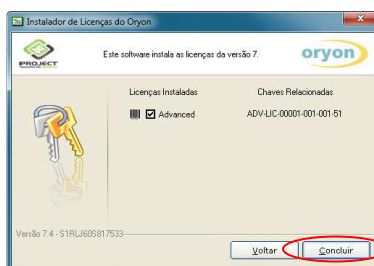 Instalador de Licenças do Oryon
PROJECT
Este software instala as licenças da versão 7.
oryon
Licenças Instaladas
Chaves Relacionadas
Advanced
ADV-LIC-00001-001-001-51
Versão 7.4 - S1RLJ60S817533
Voltar
Concluir